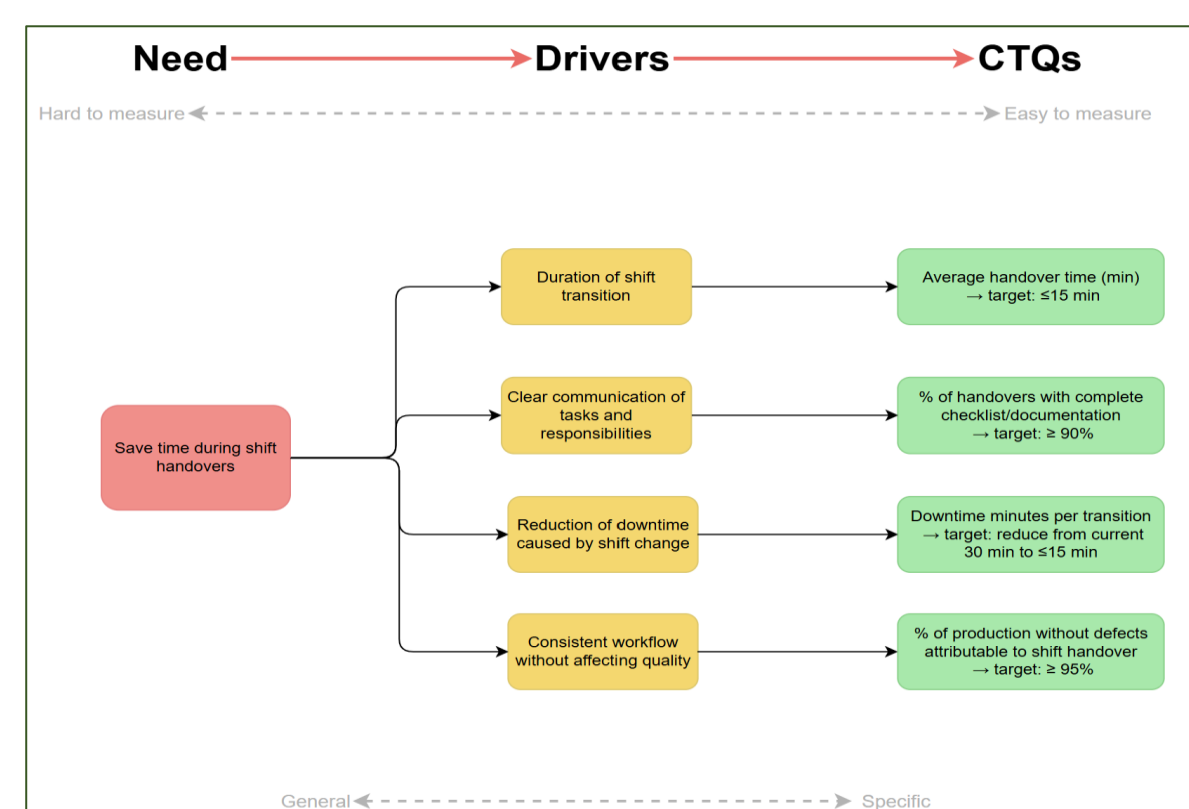 Need
Drivers
CTQs
Hard to measure
Easy to measure
Duration of shift
transition
Average handover time (min)
→ target: ≤15 min
Clear communication of
tasks and
responsibilities
% of handovers with complete
checklist/documentation
→ target: ≥ 90%
Save time during shift
handovers
Reduction of downtime
caused by shift change
Downtime minutes per transition
→ target: reduce from current
30 min to ≤15 min
Consistent workflow
without affecting quality
% of production without defects
attributable to shift handover
→ target: ≥ 95%
General
Specific